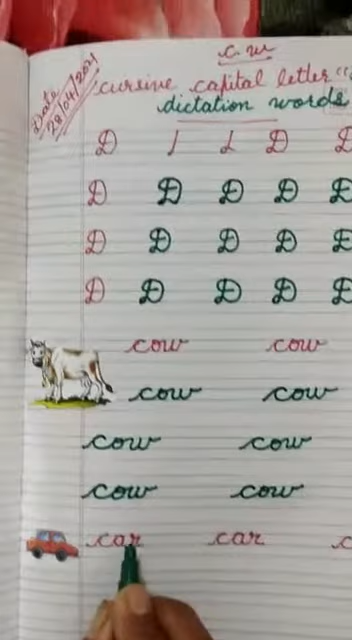 c.w
Date
28/04/2021
cursive capital letter "
dictation words
D D
D D D D
D D D D
D D D D
cow cow
cow cow
cow cow
cow cow
car car c